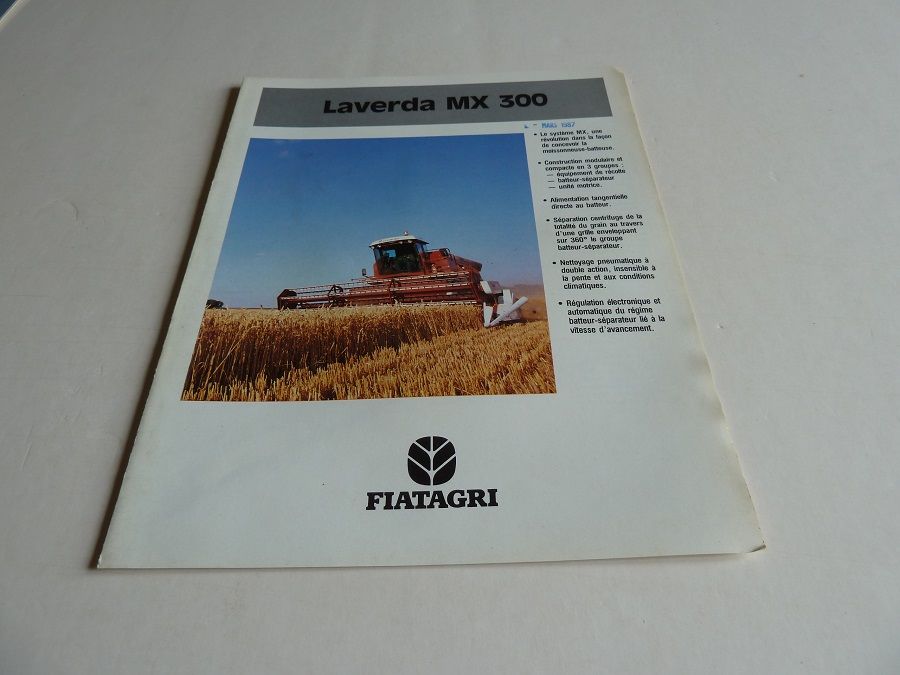 Laverda MX 300
MARS 1987
• Le système MX, une
révolution dans la façon
de concevoir la
moissonneuse-batteuse.
• Construction modulaire et
compacte en 3 groupes :
— équipement de récolte
— batteur-séparateur
— unité motrice.
• Alimentation tangentielle
directe au batteur.
• Séparation centrifuge de la
totalité du grain au travers
d'une grille enveloppant
sur 360° le groupe
batteur-séparateur.
• Nettoyage pneumatique à
double action, insensible à
la pente et aux conditions
climatiques.
• Régulation électronique et
automatique du régime
batteur-séparateur lié à la
vitesse d'avancement.
FIATAGRI